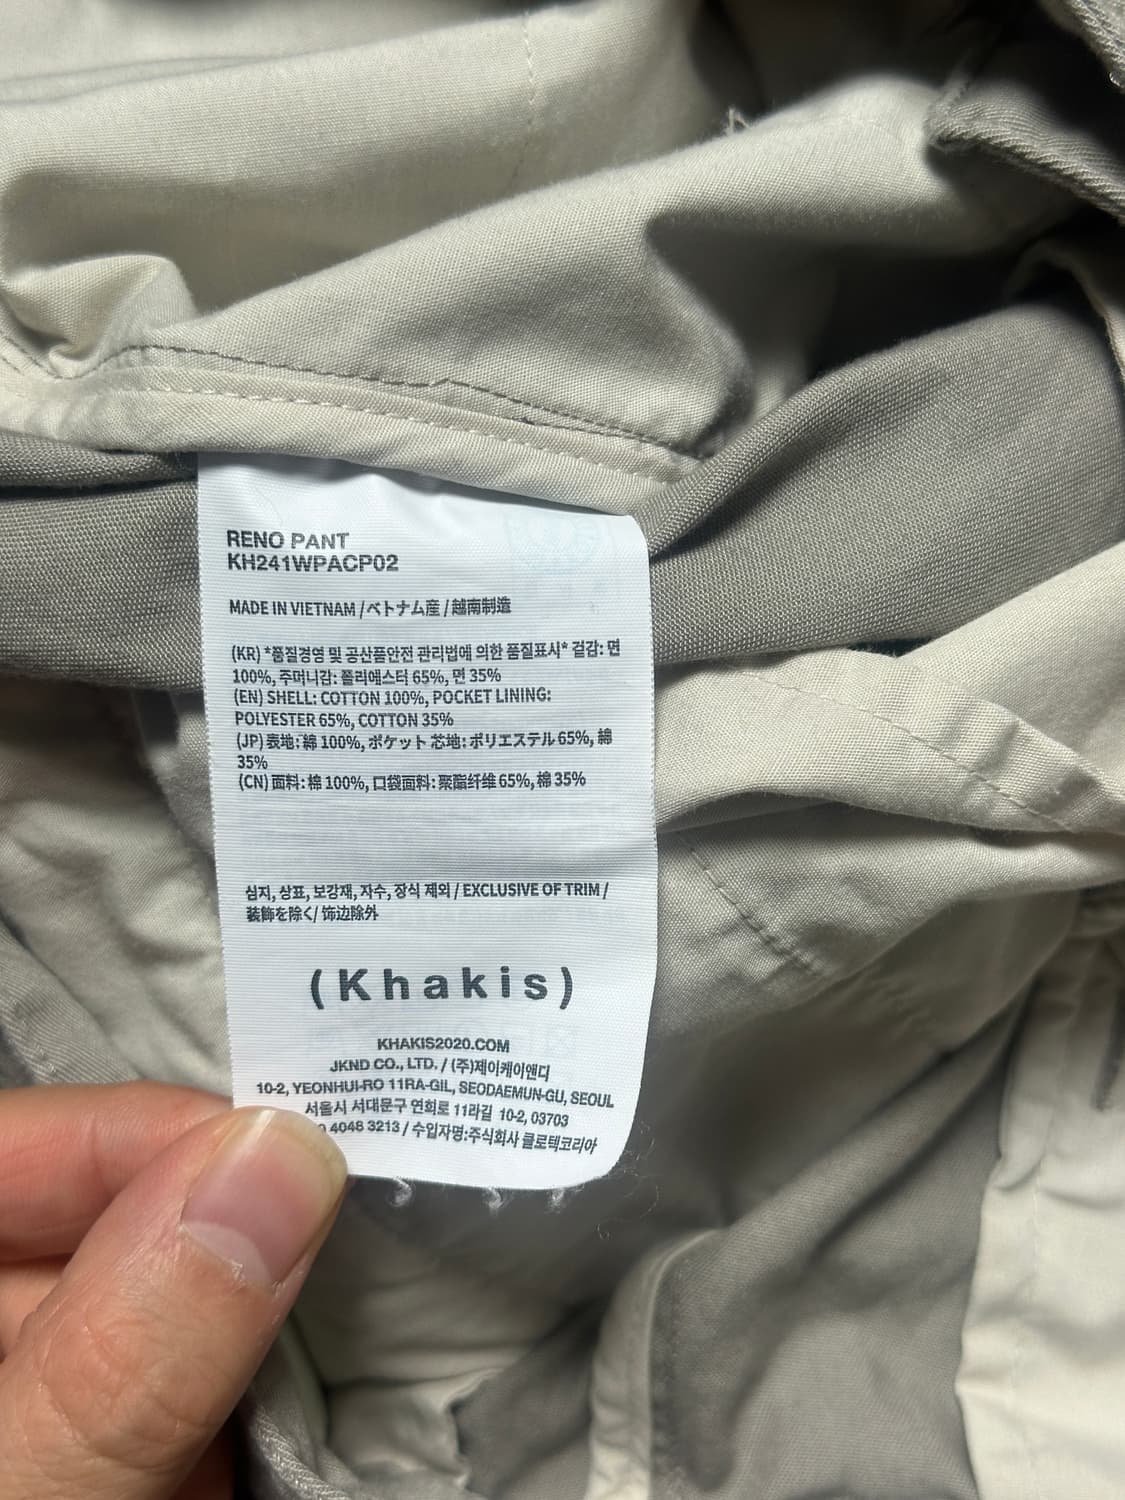 RENO PANT
KH241WPACP02
MADE IN VIETNAM / ベトナム産 / 越南制造
(KR) *품질경영 및 공산품안전 관리법에 의한 품질표시* 겉감: 면
100%, 주머니감: 폴리에스터 65%, 면 35%
(EN) SHELL: COTTON 100%, POCKET LINING:
POLYESTER 65%, COTTON 35%
(JP) 表地: 綿 100%, ポケット 芯地: ポリエステル 65%, 綿
35%
(CN) 面料: 棉 100%, 口袋面料: 聚酯纤维 65%, 棉 35%
심지, 상표, 보강재, 자수, 장식 제외 / EXCLUSIVE OF TRIM /
装飾を除く/ 饰边除外
(Khakis)
KHAKIS2020.COM
JKND CO., LTD. / (주)제이케이앤디
10-2, YEONHUI-RO 11RA-GIL, SEODAEMUN-GU, SEOUL
서울시 서대문구 연희로 11라길 10-2, 03703
4048 3213 / 수입자명:주식회사 클로텍코리아